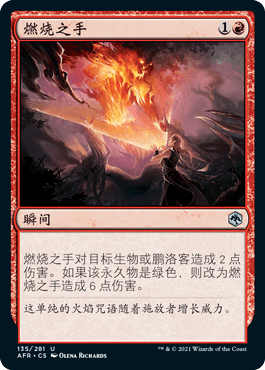 燃烧之手 1
瞬间
燃烧之手对目标生物或鹏洛客造成2点
伤害。如果该永久物是绿色，则改为燃
烧之手造成6点伤害。
这单纯的火焰咒语随着施放者增长威力。
135/281 U
AFR • CS OLENA RICHARDS
™ & © 2021 Wizards of the Coast